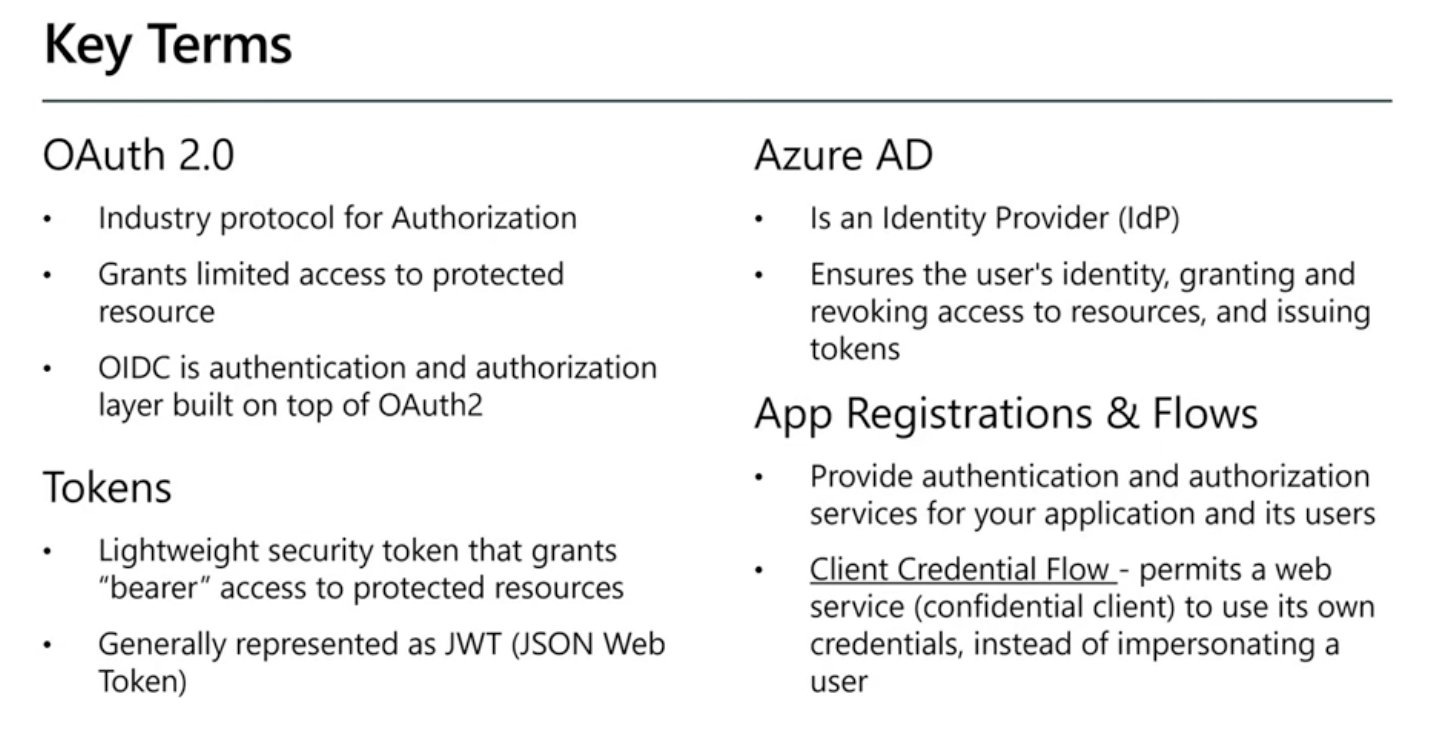 Key Terms
OAuth 2.0
• Industry protocol for Authorization
• Grants limited access to protected
resource
• OIDC is authentication and authorization
layer built on top of OAuth2
Tokens
• Lightweight security token that grants
“bearer” access to protected resources
• Generally represented as JWT (JSON Web
Token)
Azure AD
• Is an Identity Provider (IdP)
• Ensures the user's identity, granting and
revoking access to resources, and issuing
tokens
App Registrations & Flows
• Provide authentication and authorization
services for your application and its users
• Client Credential Flow - permits a web
service (confidential client) to use its own
credentials, instead of impersonating a
user